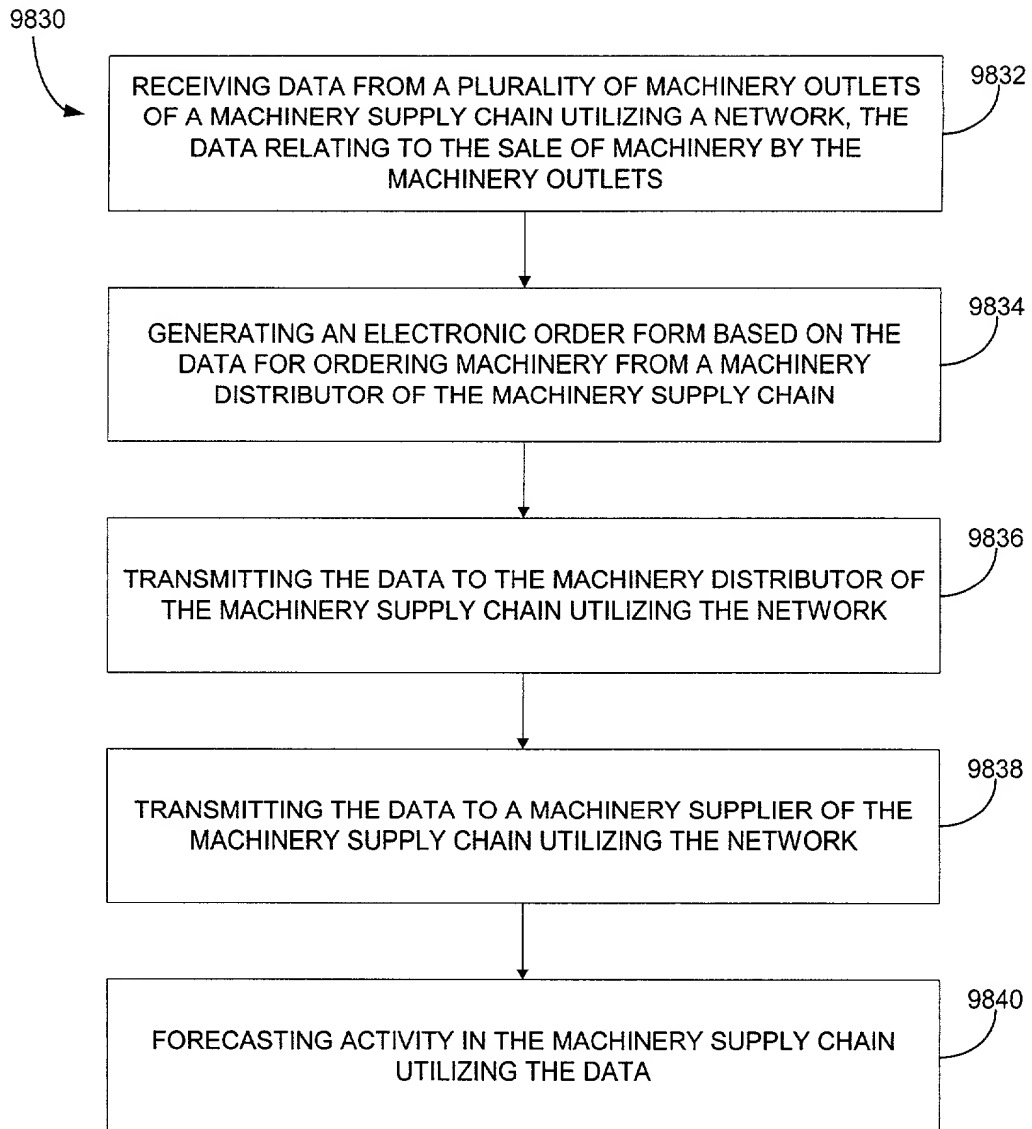 9830
9832
RECEIVING DATA FROM A PLURALITY OF MACHINERY OUTLETS
OF A MACHINERY SUPPLY CHAIN UTILIZING A NETWORK, THE
DATA RELATING TO THE SALE OF MACHINERY BY THE
MACHINERY OUTLETS
9834
GENERATING AN ELECTRONIC ORDER FORM BASED ON THE
DATA FOR ORDERING MACHINERY FROM A MACHINERY
DISTRIBUTOR OF THE MACHINERY SUPPLY CHAIN
9836
TRANSMITTING THE DATA TO THE MACHINERY DISTRIBUTOR OF
THE MACHINERY SUPPLY CHAIN UTILIZING THE NETWORK
9838
TRANSMITTING THE DATA TO A MACHINERY SUPPLIER OF THE
MACHINERY SUPPLY CHAIN UTILIZING THE NETWORK
9840
FORECASTING ACTIVITY IN THE MACHINERY SUPPLY CHAIN
UTILIZING THE DATA